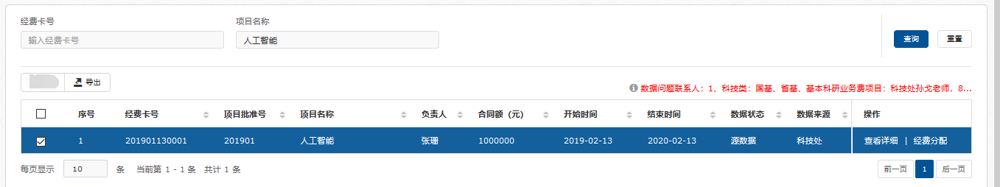 经费卡号 项目名称
输入经费卡号 人工智能 查询 重置
导出
数据问题联系人：1、科技类：国基、省基、基本科研业务费项目：科技处孙戈老师，8...
序号 经费卡号 项目批准号 项目名称 负责人 合同额（元） 开始时间 结束时间 数据状态 数据来源 操作
1 201901130001 201901 人工智能 张珊 1000000 2019-02-13 2020-02-13 源数据 科技处 查看详细 | 经费分配
每页显示 10 条 当前第 1 - 1 条 共计 1 条 前一页 1 后一页